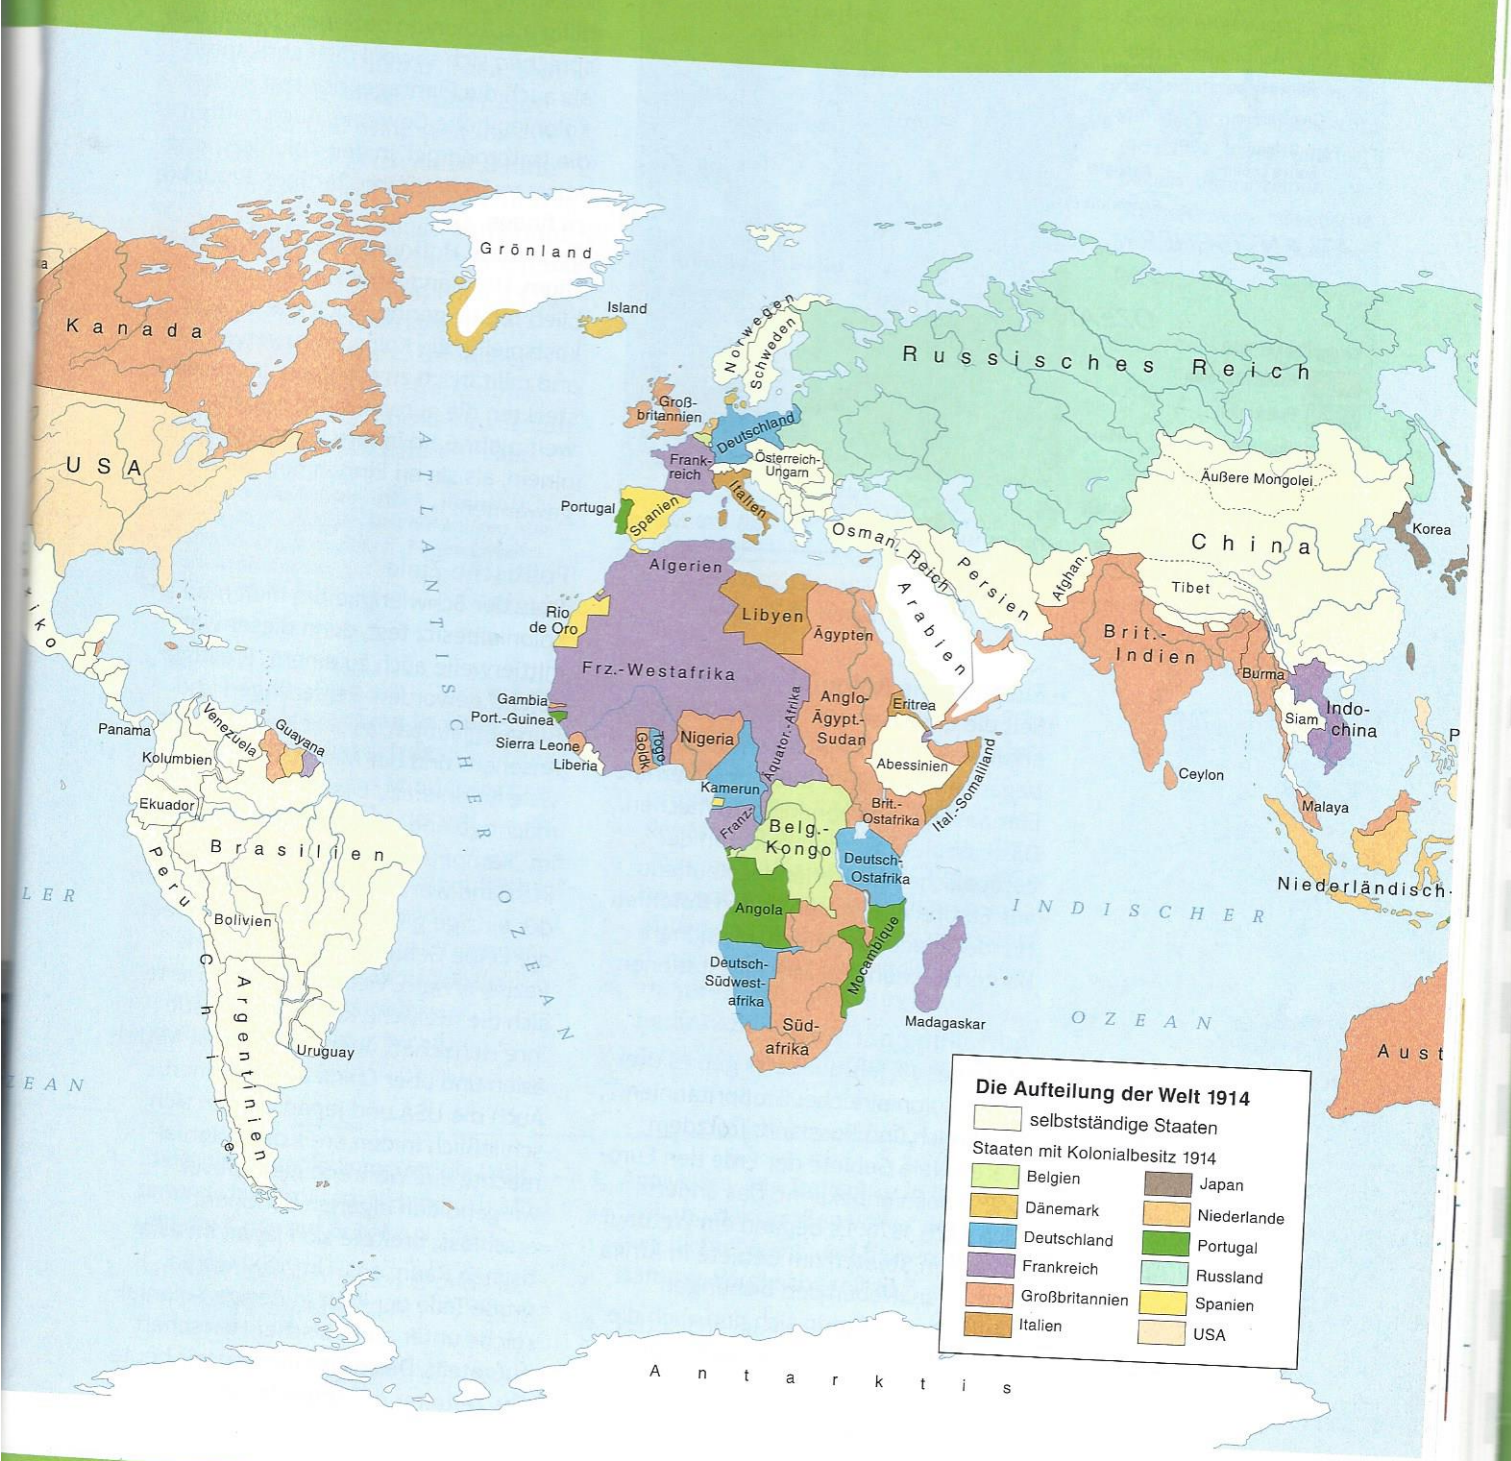 Grönland
Island
a
Kanada
USA
Norwegen
Schweden
Russisches Reich
Groß-
britannien
Deutschland
Frank-
reich
Österreich-
Ungarn
Portugal
Spanien
Italien
Osman. Reich
Persien
Afghan.
Äußere Mongolei
China
Tibet
Korea
ATLANTISCHER OZEAN
Algerien
Libyen
Ägypten
Arabien
Rio
de Oro
Frz.-Westafrika
Brit.-
Indien
Burma
Siam
Indo-
china
P
iko
Gambia
Port.-Guinea
Sierra Leone
Liberia
Goldk.
Togo
Nigeria
Äquator.-Afrika
Anglo-
Ägypt.-
Sudan
Eritrea
Abessinien
Ital.-Somaliland
Ceylon
Malaya
Panama
Venezuela
Guayana
Kolumbien
Ekuador
Kamerun
Franz.-
Belg.-
Kongo
Brit.-
Ostafrika
Deutsch-
Ostafrika
Niederländisch-
Peru
Brasilien
Bolivien
LER
ZEAN
INDISCHER
OZEAN
Angola
Mocambique
Deutsch-
Südwest-
afrika
Madagaskar
Süd-
afrika
Aust
Chile
Argentinien
Uruguay
Antarktis
Die Aufteilung der Welt 1914
selbstständige Staaten
Staaten mit Kolonialbesitz 1914
Belgien
Dänemark
Deutschland
Frankreich
Großbritannien
Italien
Japan
Niederlande
Portugal
Russland
Spanien
USA